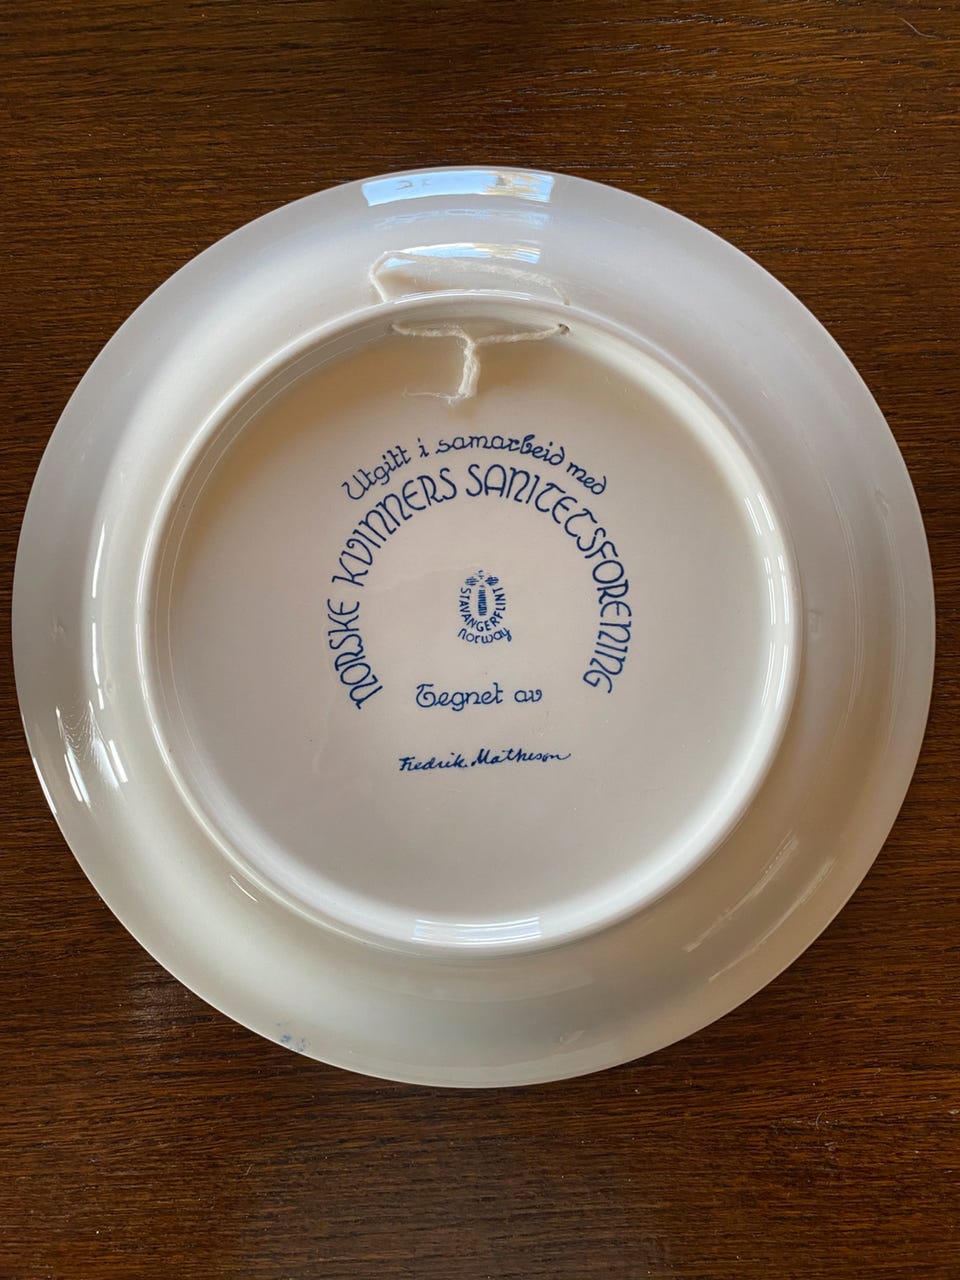 Utgitt i samarbeid med
NORSKE KVINNERS SANITETSFORENING
STAVANGERFLINT
Norway
Tegnet av
Fredrik Matheson